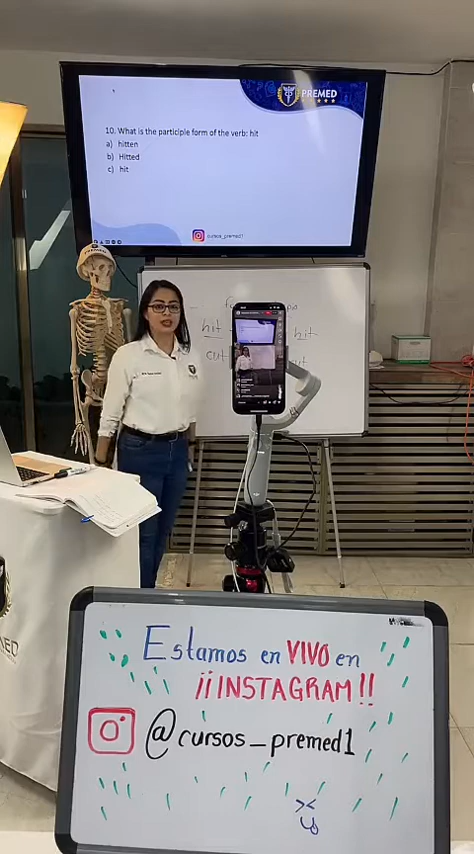 PREMED
10. What is the participle form of the verb: hit
a) hitten
b) Hitted
c) hit
cursos_premed1
hit
hit
cut
Estamos en VIVO en
¡¡INSTAGRAM!!
@cursos_premed1